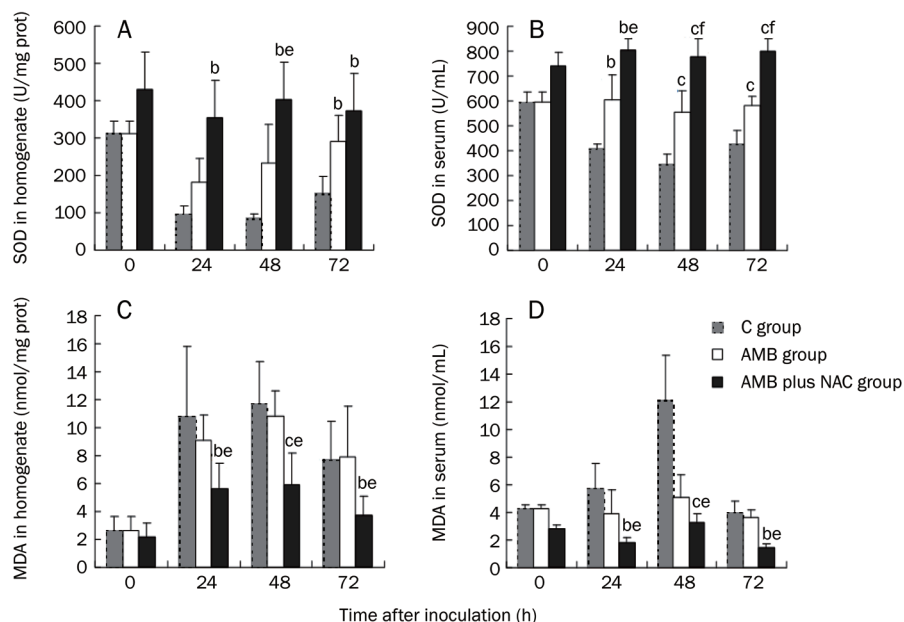 A
SOD in homogenate (U/mg prot)
600
500
400
300
200
100
0
b
be
b
b
0 24 48 72
B
SOD in serum (U/mL)
900
800
700
600
500
400
300
200
100
0
b
be
c
cf
c
cf
0 24 48 72
C
MDA in homogenate (nmol/mg prot)
18
16
14
12
10
8
6
4
2
0
be
ce
be
0 24 48 72
D
MDA in serum (nmol/mL)
18
16
14
12
10
8
6
4
2
0
be
ce
be
0 24 48 72
C group
AMB group
AMB plus NAC group
Time after inoculation (h)